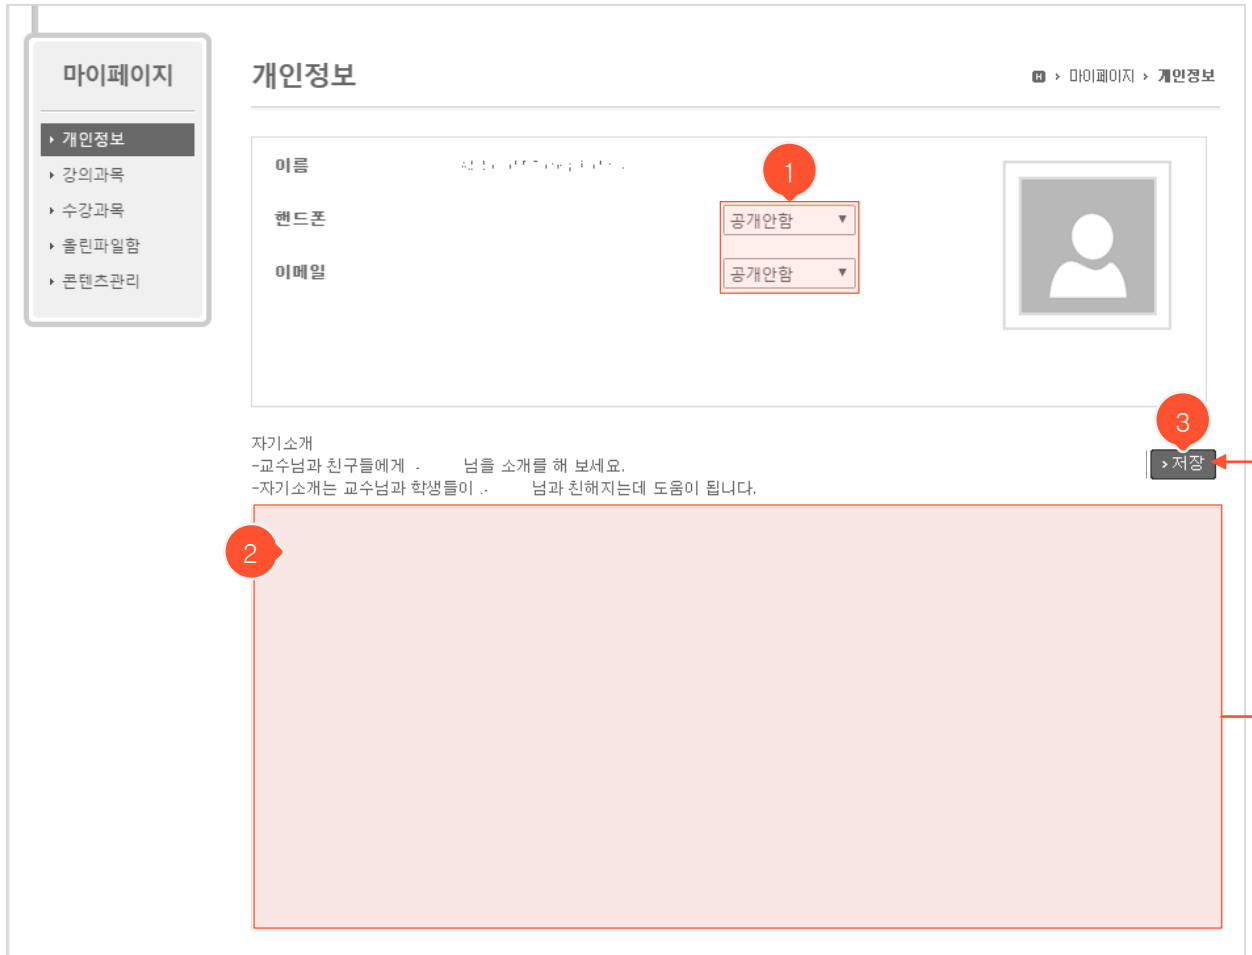 마이페이지
개인정보
강의과목
수강과목
올린파일함
콘텐츠관리
개인정보
H › 마이페이지 › 개인정보
이름
1
핸드폰
공개안함 ▼
이메일
공개안함 ▼
3
자기소개
-교수님과 친구들에게 님을 소개를 해 보세요.
›저장
-자기소개는 교수님과 학생들이 님과 친해지는데 도움이 됩니다.
2